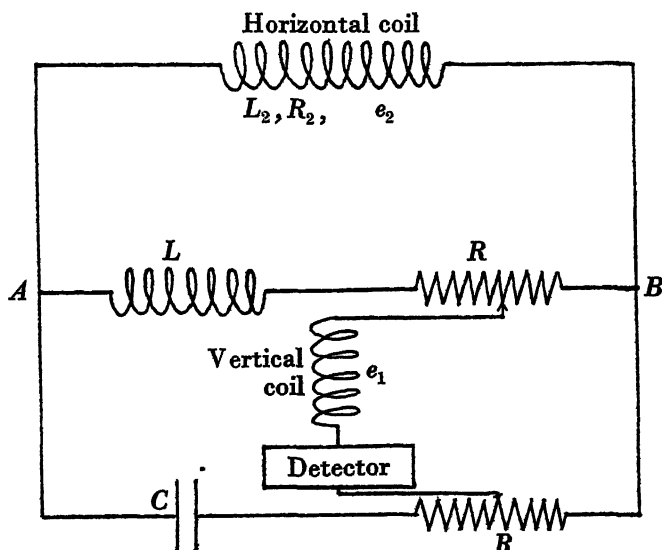 Horizontal coil
L₂, R₂, e₂
L
R
A
B
Vertical
coil
e₁
Detector
C
R